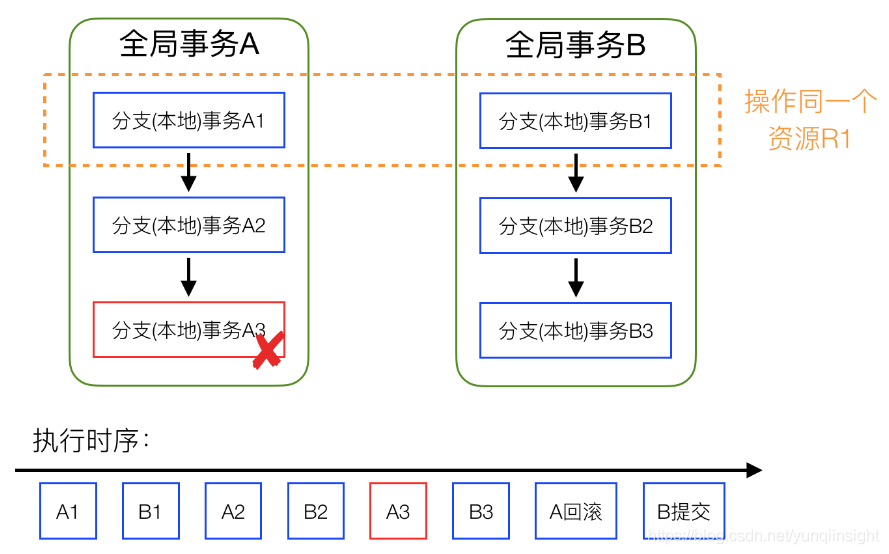 全局事务A
全局事务B
分支(本地)事务A1
分支(本地)事务B1
操作同一个
资源R1
分支(本地)事务A2
分支(本地)事务B2
分支(本地)事务A3
分支(本地)事务B3
执行时序：
A1
B1
A2
B2
A3
B3
A回滚
B提交
https://blog.csdn.net/yunqiinsight